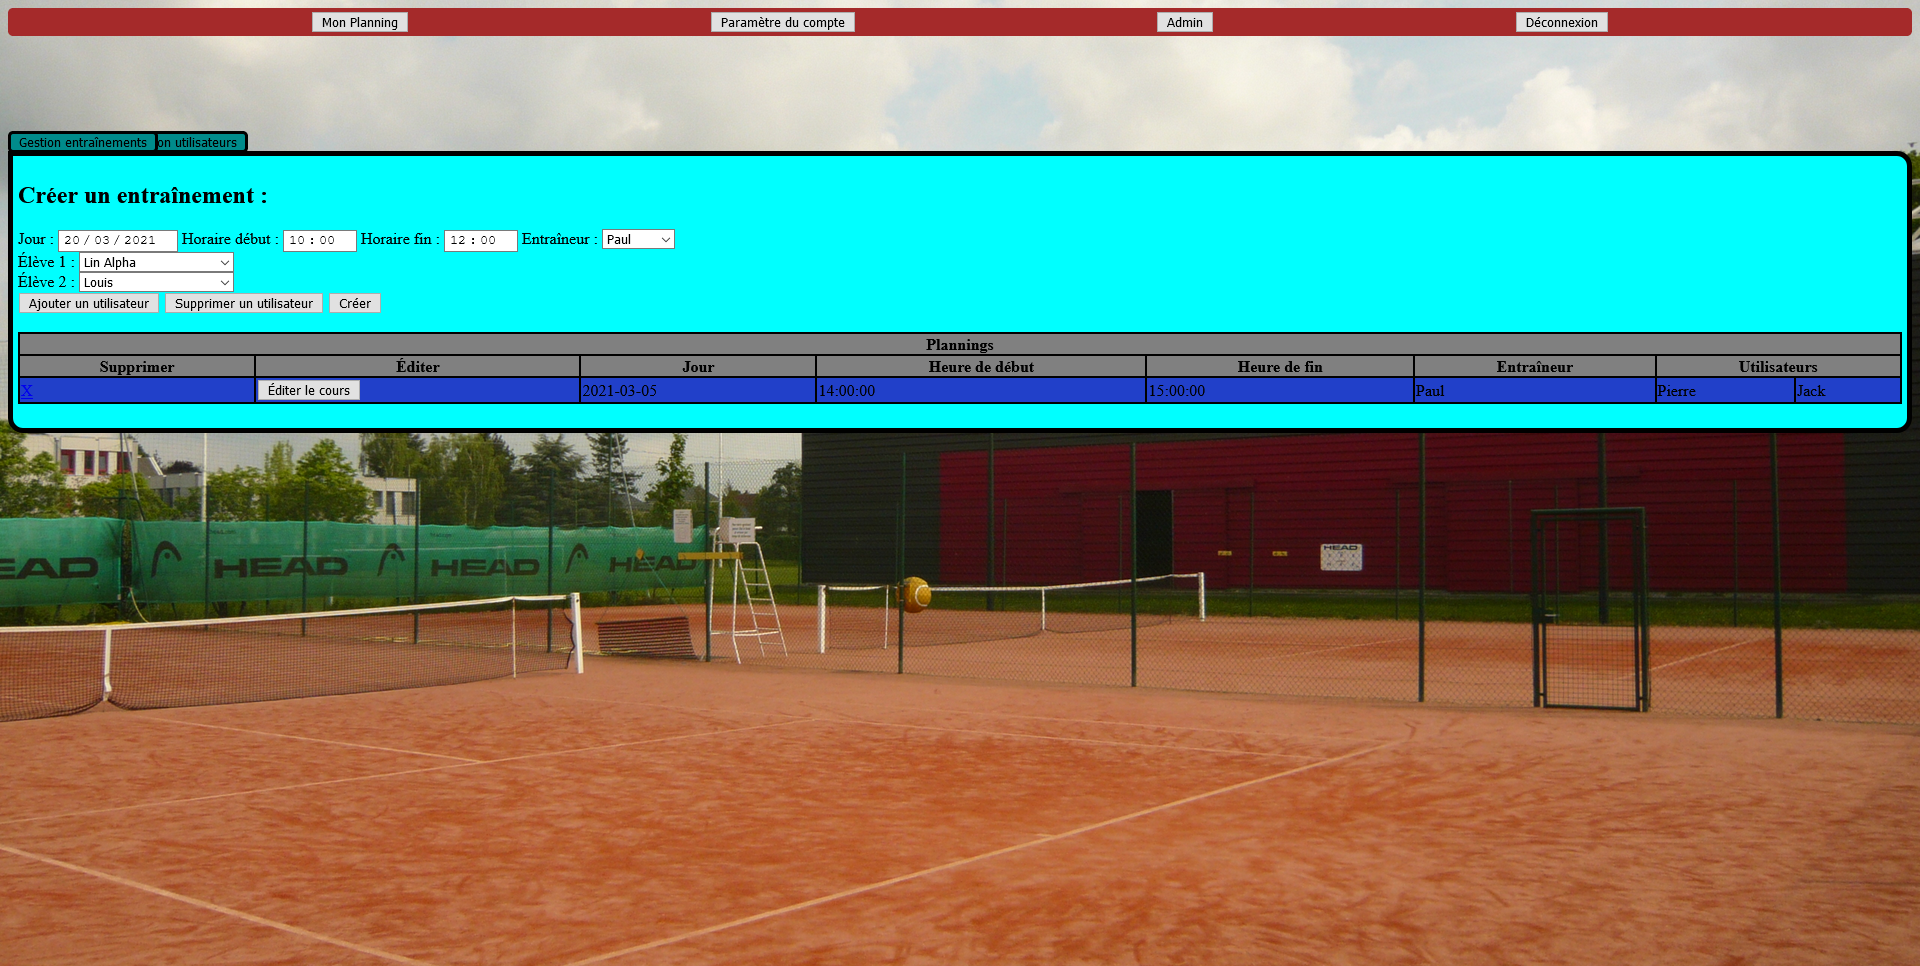 Mon Planning Paramètre du compte Admin Déconnexion
Gestion entraînements on utilisateurs
Créer un entraînement :
Jour : 20 / 03 / 2021 Horaire début : 10 : 00 Horaire fin : 12 : 00 Entraîneur : Paul
Élève 1 : Lin Alpha
Élève 2 : Louis
Ajouter un utilisateur Supprimer un utilisateur Créer
Plannings
Supprimer Éditer Jour Heure de début Heure de fin Entraîneur Utilisateurs
X Éditer le cours 2021-03-05 14:00:00 15:00:00 Paul Pierre Jack
HEAD
EAD HEAD HEAD HEAD